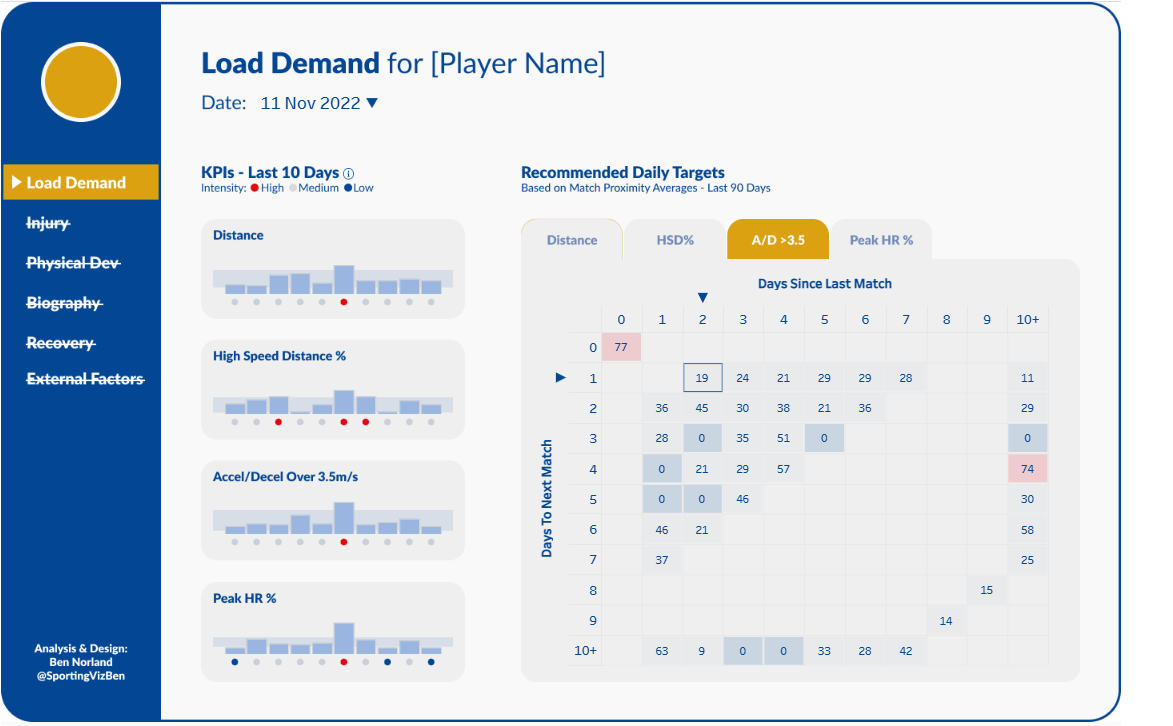 Load Demand for [Player Name]
Date: 11 Nov 2022 ▼
Load Demand
Injury
Physical Dev
Biography
Recovery
External Factors
Analysis & Design:
Ben Norland
@SportingVizBen
KPIs - Last 10 Days ⓘ
Intensity: High Medium Low
Distance
High Speed Distance %
Accel/Decel Over 3.5m/s
Peak HR %
Recommended Daily Targets
Based on Match Proximity Averages - Last 90 Days
Distance HSD% A/D >3.5 Peak HR %
Days Since Last Match
0 1 2 3 4 5 6 7 8 9 10+
Days To Next Match
0 77
1 19 24 21 29 29 28 11
2 36 45 30 38 21 36 29
3 28 0 35 51 0 0
4 0 21 29 57 74
5 0 0 46 30
6 46 21 58
7 37 25
8 15
9 14
10+ 63 9 0 0 33 28 42